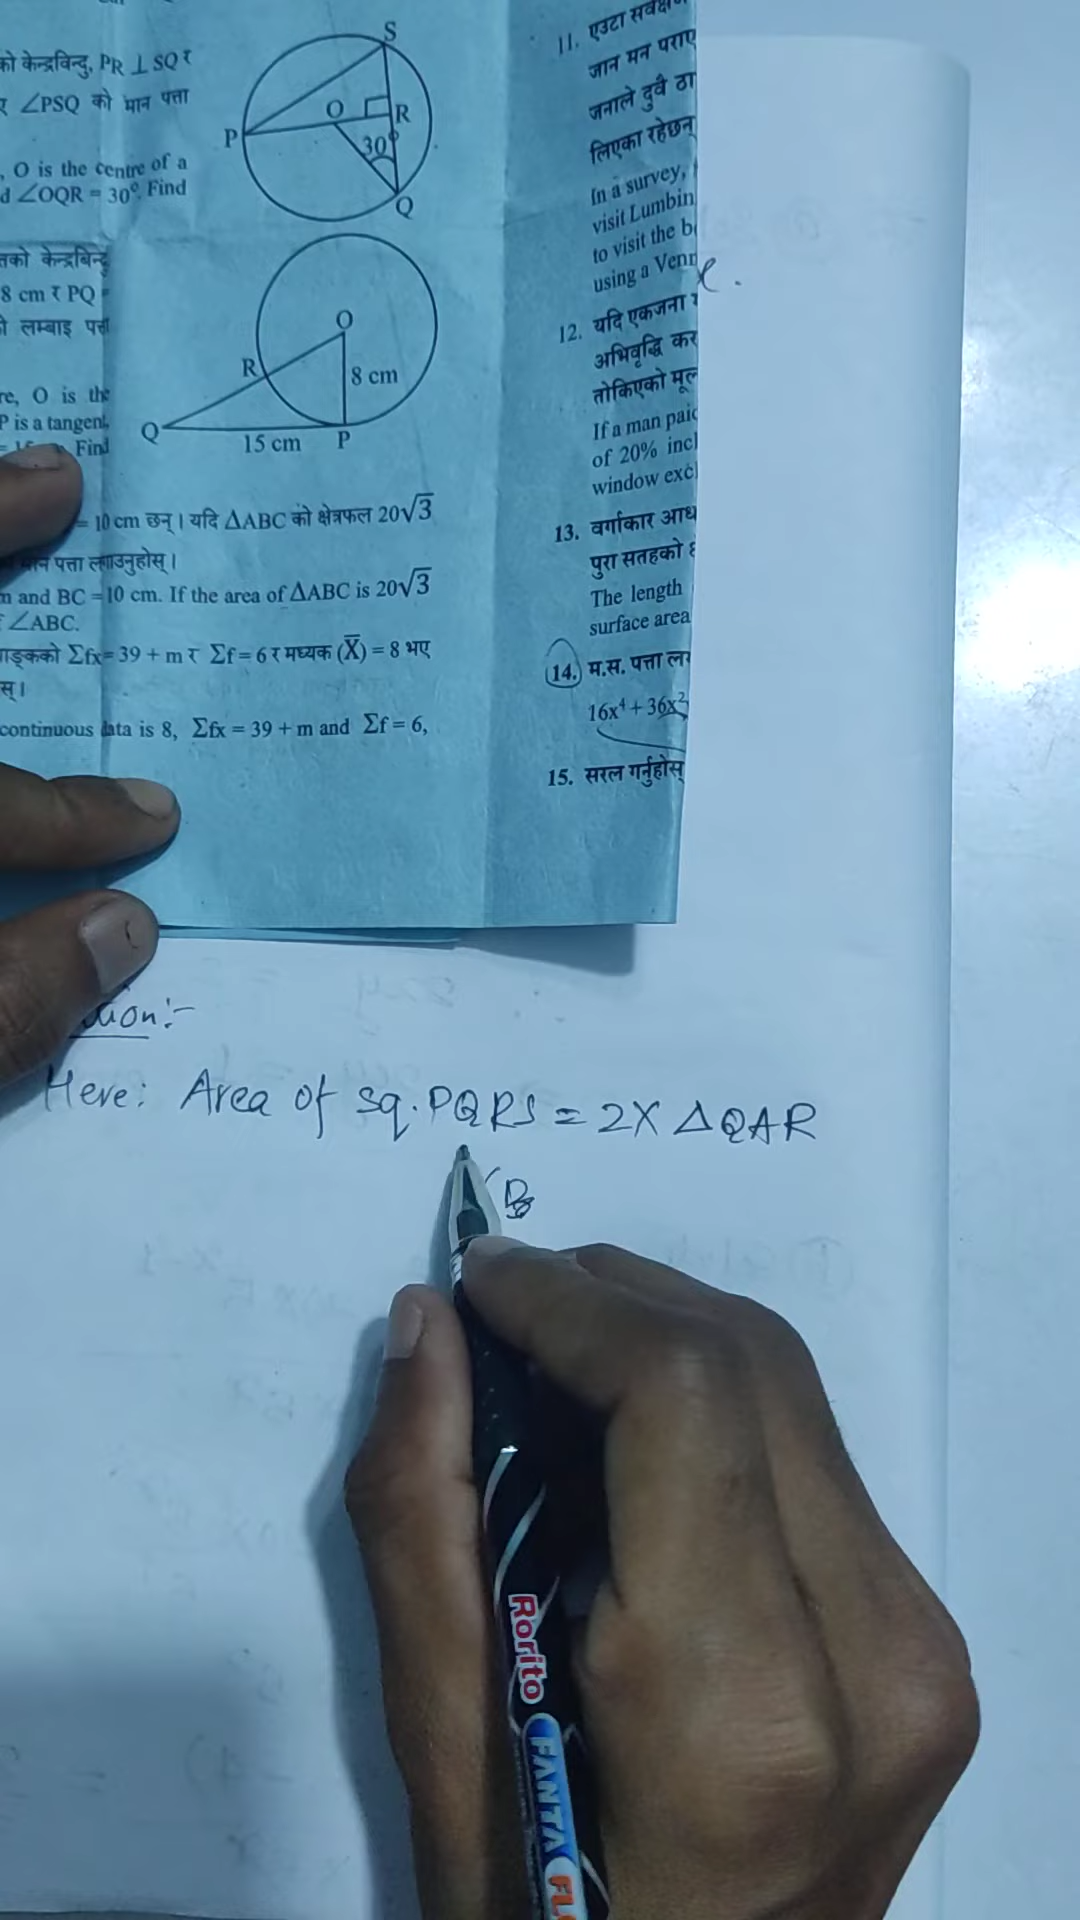 को केन्द्रविन्दु, PR ⊥ SQ र
∠PSQ को मान पत्ता
, O is the centre of a
d ∠OQR = 30°. Find
S
O
R
P
30°
Q
को केन्द्रबिन्दु
8 cm र PQ =
लम्बाइ पत्ता
re, O is the
P is a tangent,
Find
O
R
8 cm
Q
15 cm
P
= 10 cm छन् । यदि ΔABC को क्षेत्रफल 20√3
मान पत्ता लगाउनुहोस् ।
m and BC = 10 cm. If the area of ΔABC is 20√3
∠ABC.
Σfx = 39 + m र Σf = 6 र मध्यक (X̅) = 8 भए
स् ।
continuous data is 8, Σfx = 39 + m and Σf = 6,
11. एउटा सर्वेक्षण
जान मन पराए
जनाले दुवै ठा
लिएका रहेछन्
In a survey,
visit Lumbin
to visit the b
using a Venn
12. यदि एकजना
अभिवृद्धि कर
तोकिएको मूल
If a man paid
of 20% incl
window excl
13. वर्गाकार आध
पुरा सतहको
The length
surface area
14. म.स. पत्ता ल
16x⁴ + 36x²
15. सरल गर्नुहोस्
tion:-
Here: Area of sq. PQRS = 2X ΔQAR
(B
Rorito
FANTA
FL